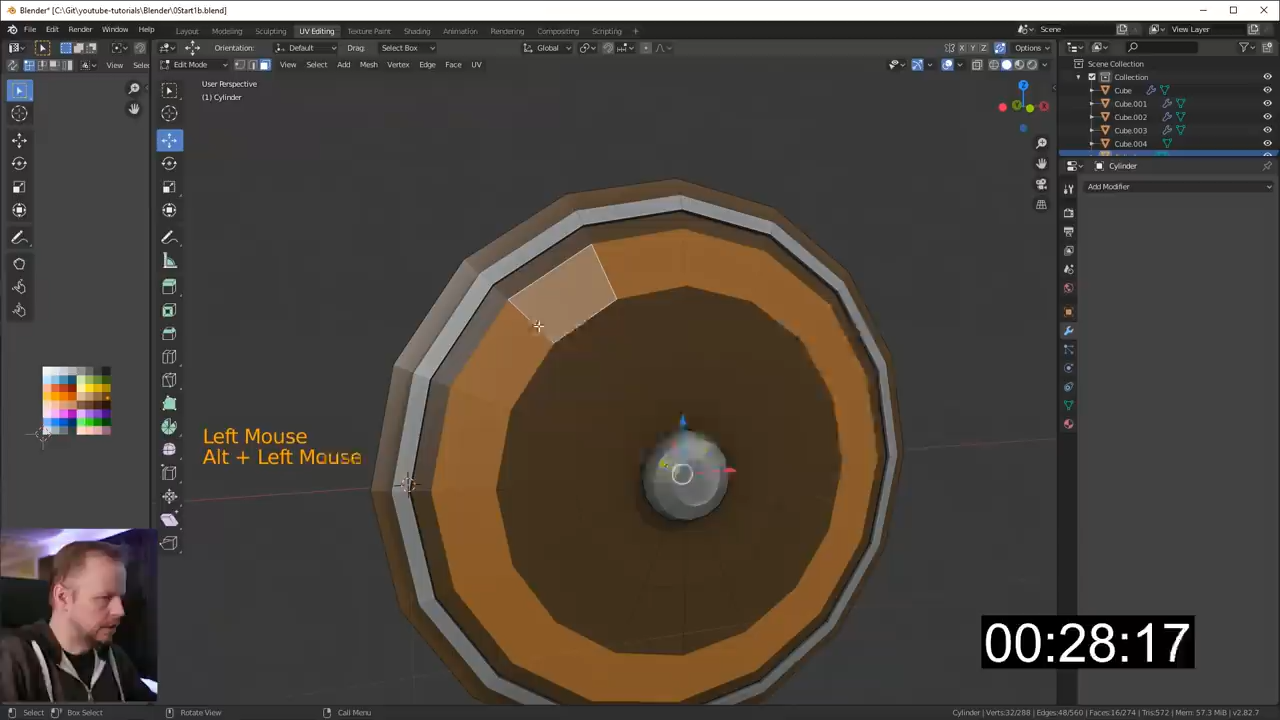 Blender* [C:\Git\youtube-tutorials\Blender\0Start1b.blend]
File Edit Render Window Help Layout Modeling Sculpting UV Editing Texture Paint Shading Animation Rendering Compositing Scripting + Scene View Layer
Orientation: Default Drag: Select Box Global X Y Z Options
View Sel Edit Mode View Select Add Mesh Vertex Edge Face UV
User Perspective
(1) Cylinder
Scene Collection
Collection
Cube
Cube.001
Cube.002
Cube.003
Cube.004
Cylinder
Add Modifier
Left Mouse
Alt + Left Mouse
00:28:17
Select Box Select Rotate View Call Menu Cylinder | Verts:32/288 | Edges:48/560 | Faces:16/274 | Tris:572 | Mem: 57.3 MiB | v2.82.7